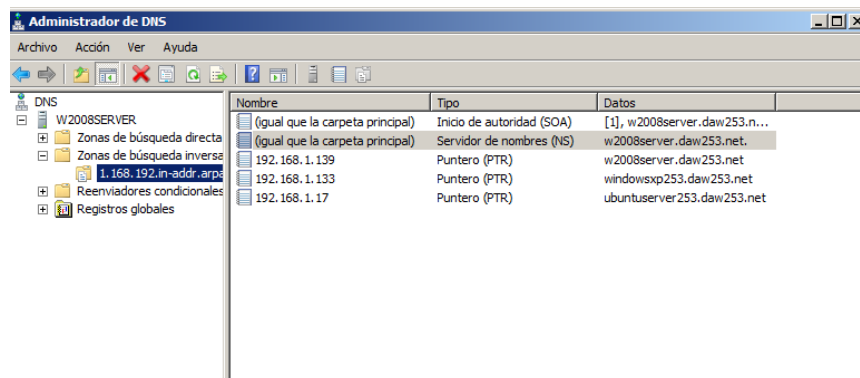 Administrador de DNS
Archivo Acción Ver Ayuda
DNS
W2008SERVER
Zonas de búsqueda directa
Zonas de búsqueda inversa
1.168.192.in-addr.arpa
Reenviadores condicionales
Registros globales
Nombre Tipo Datos
(igual que la carpeta principal) Inicio de autoridad (SOA) [1], w2008server.daw253.n...
(igual que la carpeta principal) Servidor de nombres (NS) w2008server.daw253.net.
192.168.1.139 Puntero (PTR) w2008server.daw253.net
192.168.1.133 Puntero (PTR) windowsxp253.daw253.net
192.168.1.17 Puntero (PTR) ubuntuserver253.daw253.net